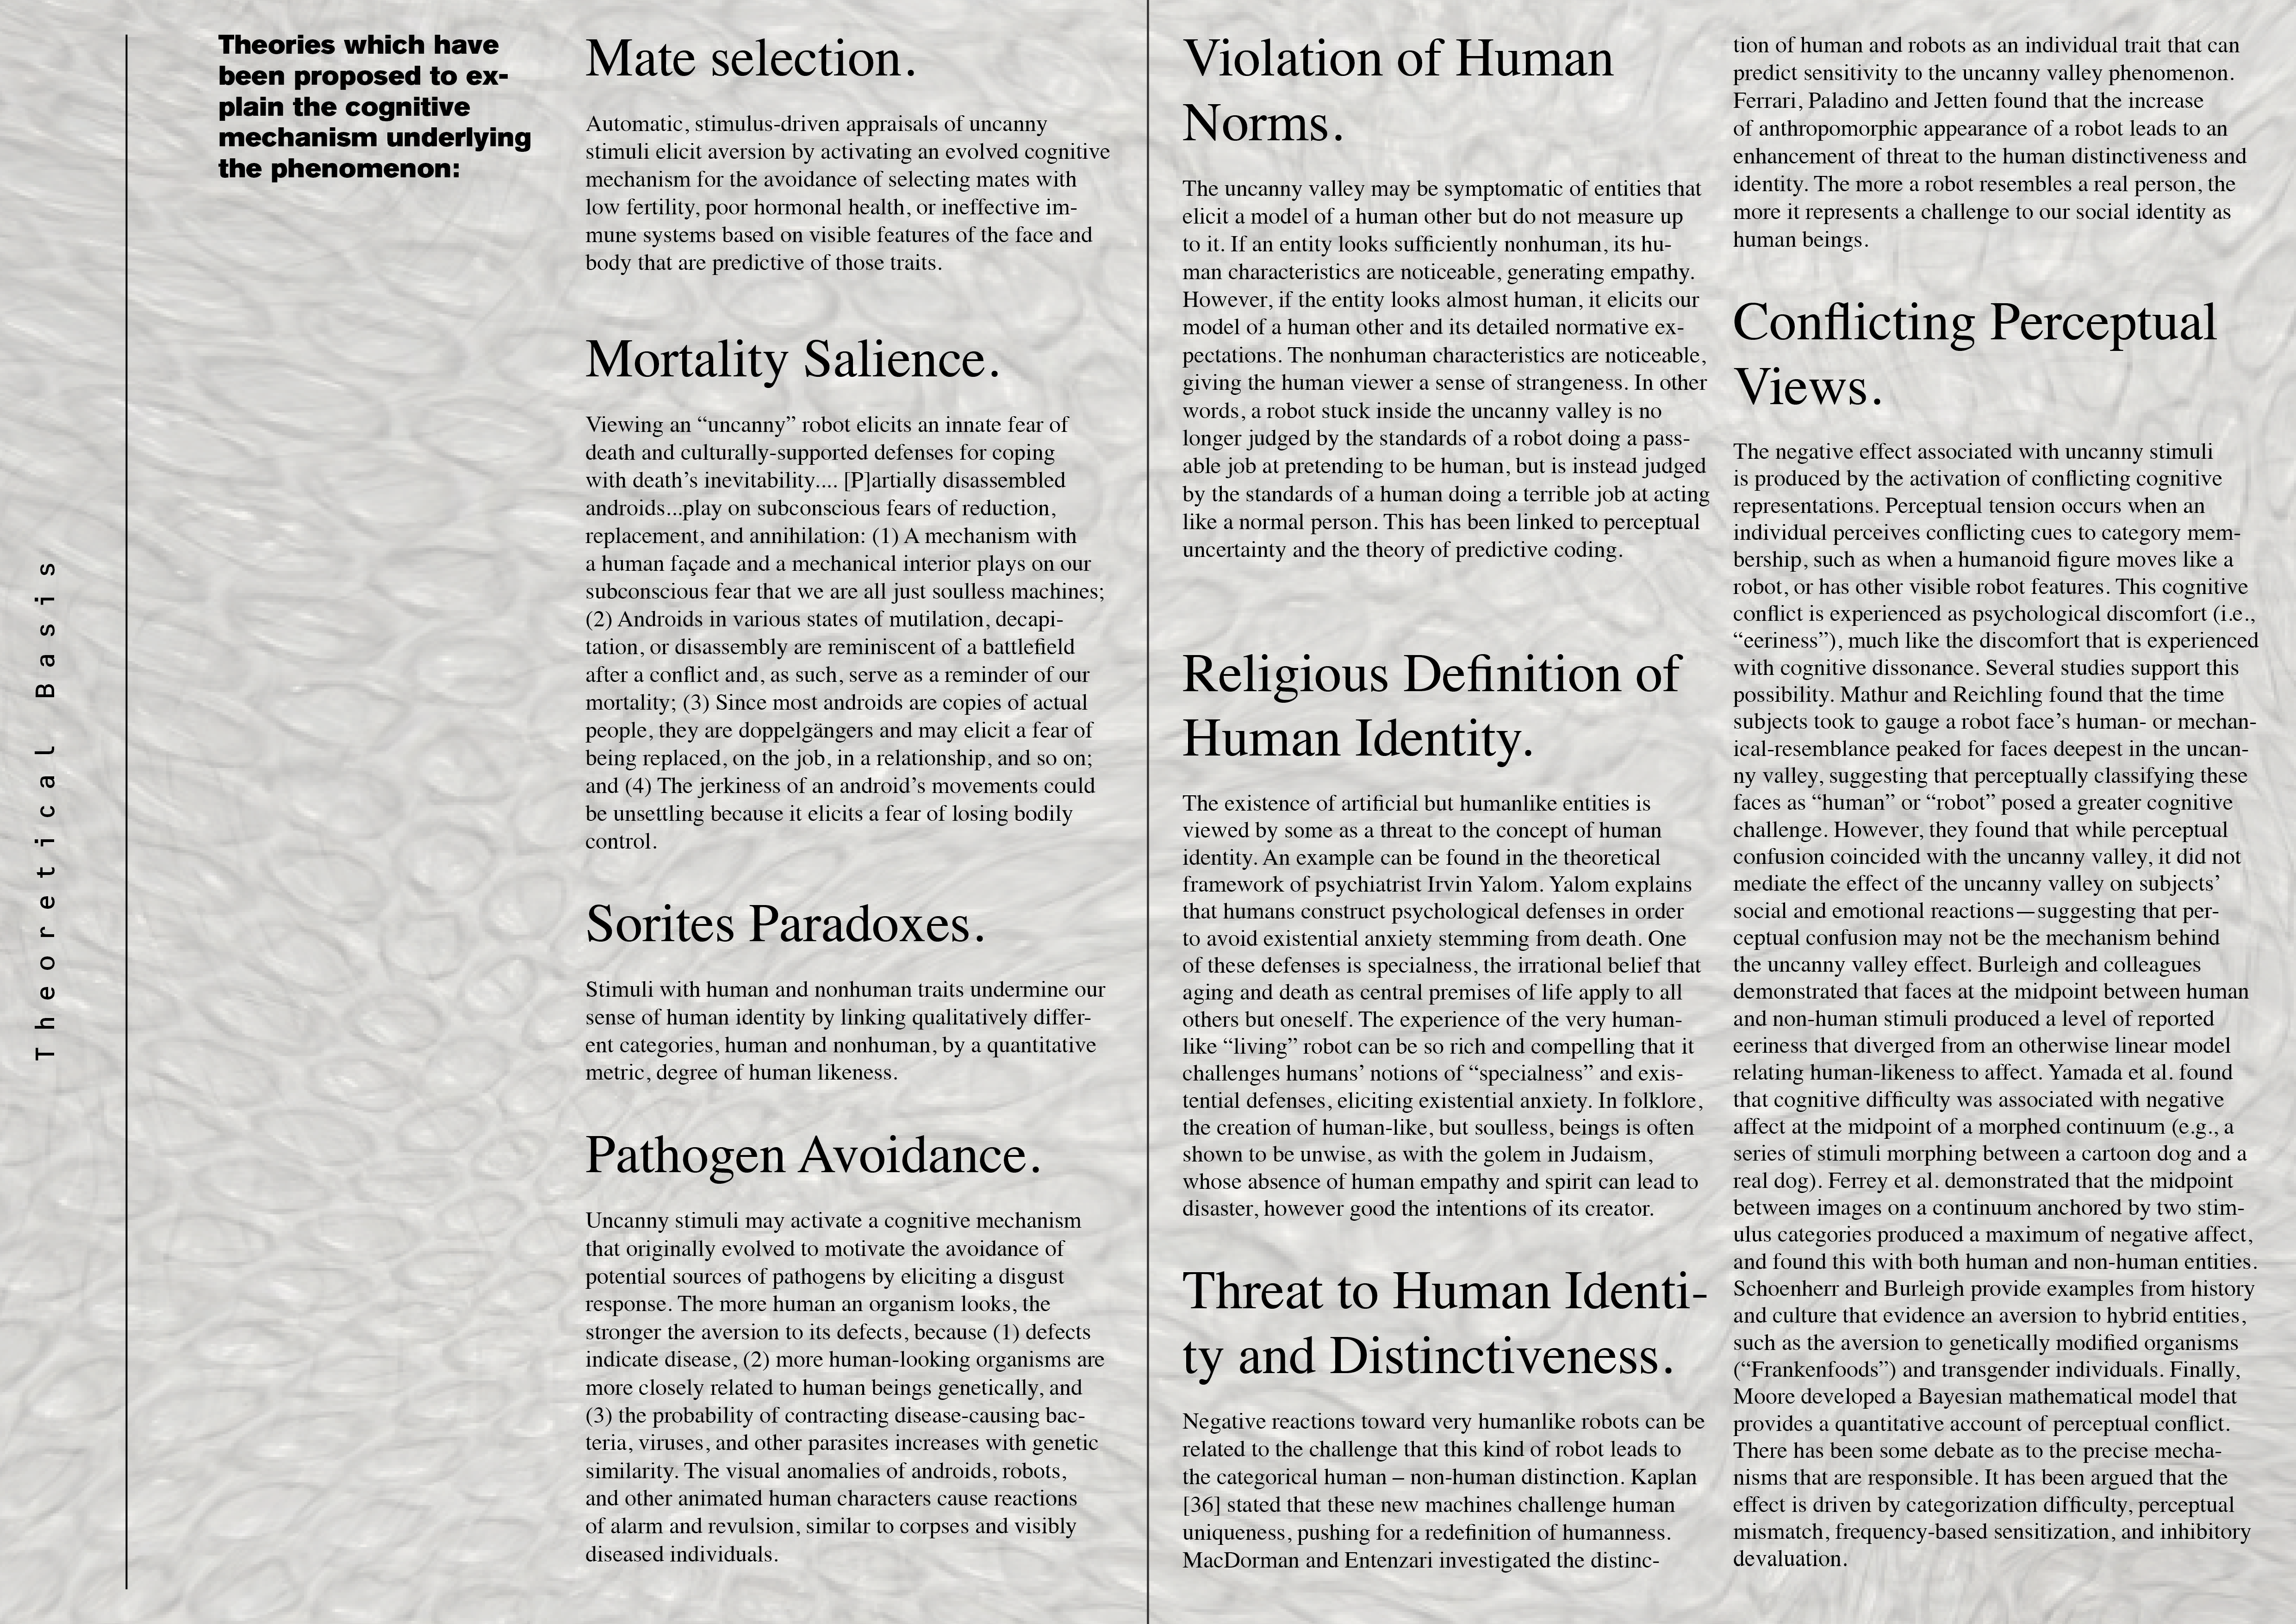 Theoretical Basis
Theories which have
been proposed to ex-
plain the cognitive
mechanism underlying
the phenomenon:
Mate selection.
Automatic, stimulus-driven appraisals of uncanny
stimuli elicit aversion by activating an evolved cognitive
mechanism for the avoidance of selecting mates with
low fertility, poor hormonal health, or ineffective im-
mune systems based on visible features of the face and
body that are predictive of those traits.
Mortality Salience.
Viewing an “uncanny” robot elicits an innate fear of
death and culturally-supported defenses for coping
with death’s inevitability.... [P]artially disassembled
androids...play on subconscious fears of reduction,
replacement, and annihilation: (1) A mechanism with
a human façade and a mechanical interior plays on our
subconscious fear that we are all just soulless machines;
(2) Androids in various states of mutilation, decapi-
tation, or disassembly are reminiscent of a battlefield
after a conflict and, as such, serve as a reminder of our
mortality; (3) Since most androids are copies of actual
people, they are doppelgängers and may elicit a fear of
being replaced, on the job, in a relationship, and so on;
and (4) The jerkiness of an android’s movements could
be unsettling because it elicits a fear of losing bodily
control.
Sorites Paradoxes.
Stimuli with human and nonhuman traits undermine our
sense of human identity by linking qualitatively differ-
ent categories, human and nonhuman, by a quantitative
metric, degree of human likeness.
Pathogen Avoidance.
Uncanny stimuli may activate a cognitive mechanism
that originally evolved to motivate the avoidance of
potential sources of pathogens by eliciting a disgust
response. The more human an organism looks, the
stronger the aversion to its defects, because (1) defects
indicate disease, (2) more human-looking organisms are
more closely related to human beings genetically, and
(3) the probability of contracting disease-causing bac-
teria, viruses, and other parasites increases with genetic
similarity. The visual anomalies of androids, robots,
and other animated human characters cause reactions
of alarm and revulsion, similar to corpses and visibly
diseased individuals.
Violation of Human
Norms.
The uncanny valley may be symptomatic of entities that
elicit a model of a human other but do not measure up
to it. If an entity looks sufficiently nonhuman, its hu-
man characteristics are noticeable, generating empathy.
However, if the entity looks almost human, it elicits our
model of a human other and its detailed normative ex-
pectations. The nonhuman characteristics are noticeable,
giving the human viewer a sense of strangeness. In other
words, a robot stuck inside the uncanny valley is no
longer judged by the standards of a robot doing a pass-
able job at pretending to be human, but is instead judged
by the standards of a human doing a terrible job at acting
like a normal person. This has been linked to perceptual
uncertainty and the theory of predictive coding.
Religious Definition of
Human Identity.
The existence of artificial but humanlike entities is
viewed by some as a threat to the concept of human
identity. An example can be found in the theoretical
framework of psychiatrist Irvin Yalom. Yalom explains
that humans construct psychological defenses in order
to avoid existential anxiety stemming from death. One
of these defenses is specialness, the irrational belief that
aging and death as central premises of life apply to all
others but oneself. The experience of the very human-
like “living” robot can be so rich and compelling that it
challenges humans’ notions of “specialness” and exis-
tential defenses, eliciting existential anxiety. In folklore,
the creation of human-like, but soulless, beings is often
shown to be unwise, as with the golem in Judaism,
whose absence of human empathy and spirit can lead to
disaster, however good the intentions of its creator.
Threat to Human Identi-
ty and Distinctiveness.
Negative reactions toward very humanlike robots can be
related to the challenge that this kind of robot leads to
the categorical human – non-human distinction. Kaplan
[36] stated that these new machines challenge human
uniqueness, pushing for a redefinition of humanness.
MacDorman and Entenzari investigated the distinc-
tion of human and robots as an individual trait that can
predict sensitivity to the uncanny valley phenomenon.
Ferrari, Paladino and Jetten found that the increase
of anthropomorphic appearance of a robot leads to an
enhancement of threat to the human distinctiveness and
identity. The more a robot resembles a real person, the
more it represents a challenge to our social identity as
human beings.
Conflicting Perceptual
Views.
The negative effect associated with uncanny stimuli
is produced by the activation of conflicting cognitive
representations. Perceptual tension occurs when an
individual perceives conflicting cues to category mem-
bership, such as when a humanoid figure moves like a
robot, or has other visible robot features. This cognitive
conflict is experienced as psychological discomfort (i.e.,
“eeriness”), much like the discomfort that is experienced
with cognitive dissonance. Several studies support this
possibility. Mathur and Reichling found that the time
subjects took to gauge a robot face’s human- or mechan-
ical-resemblance peaked for faces deepest in the uncan-
ny valley, suggesting that perceptually classifying these
faces as “human” or “robot” posed a greater cognitive
challenge. However, they found that while perceptual
confusion coincided with the uncanny valley, it did not
mediate the effect of the uncanny valley on subjects’
social and emotional reactions—suggesting that per-
ceptual confusion may not be the mechanism behind
the uncanny valley effect. Burleigh and colleagues
demonstrated that faces at the midpoint between human
and non-human stimuli produced a level of reported
eeriness that diverged from an otherwise linear model
relating human-likeness to affect. Yamada et al. found
that cognitive difficulty was associated with negative
affect at the midpoint of a morphed continuum (e.g., a
series of stimuli morphing between a cartoon dog and a
real dog). Ferrey et al. demonstrated that the midpoint
between images on a continuum anchored by two stim-
ulus categories produced a maximum of negative affect,
and found this with both human and non-human entities.
Schoenherr and Burleigh provide examples from history
and culture that evidence an aversion to hybrid entities,
such as the aversion to genetically modified organisms
(“Frankenfoods”) and transgender individuals. Finally,
Moore developed a Bayesian mathematical model that
provides a quantitative account of perceptual conflict.
There has been some debate as to the precise mecha-
nisms that are responsible. It has been argued that the
effect is driven by categorization difficulty, perceptual
mismatch, frequency-based sensitization, and inhibitory
devaluation.